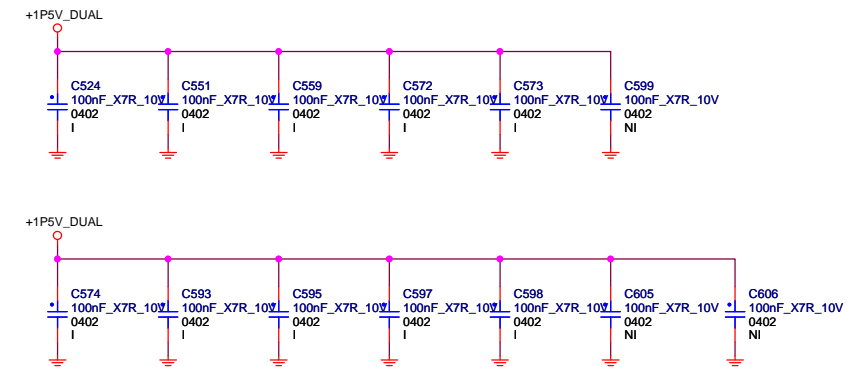 +1P5V_DUAL
C524
100nF_X7R_10V
0402
I
C551
100nF_X7R_10V
0402
I
C559
100nF_X7R_10V
0402
I
C572
100nF_X7R_10V
0402
I
C573
100nF_X7R_10V
0402
I
C599
100nF_X7R_10V
0402
NI
+1P5V_DUAL
C574
100nF_X7R_10V
0402
I
C593
100nF_X7R_10V
0402
I
C595
100nF_X7R_10V
0402
I
C597
100nF_X7R_10V
0402
I
C598
100nF_X7R_10V
0402
I
C605
100nF_X7R_10V
0402
NI
C606
100nF_X7R_10V
0402
NI